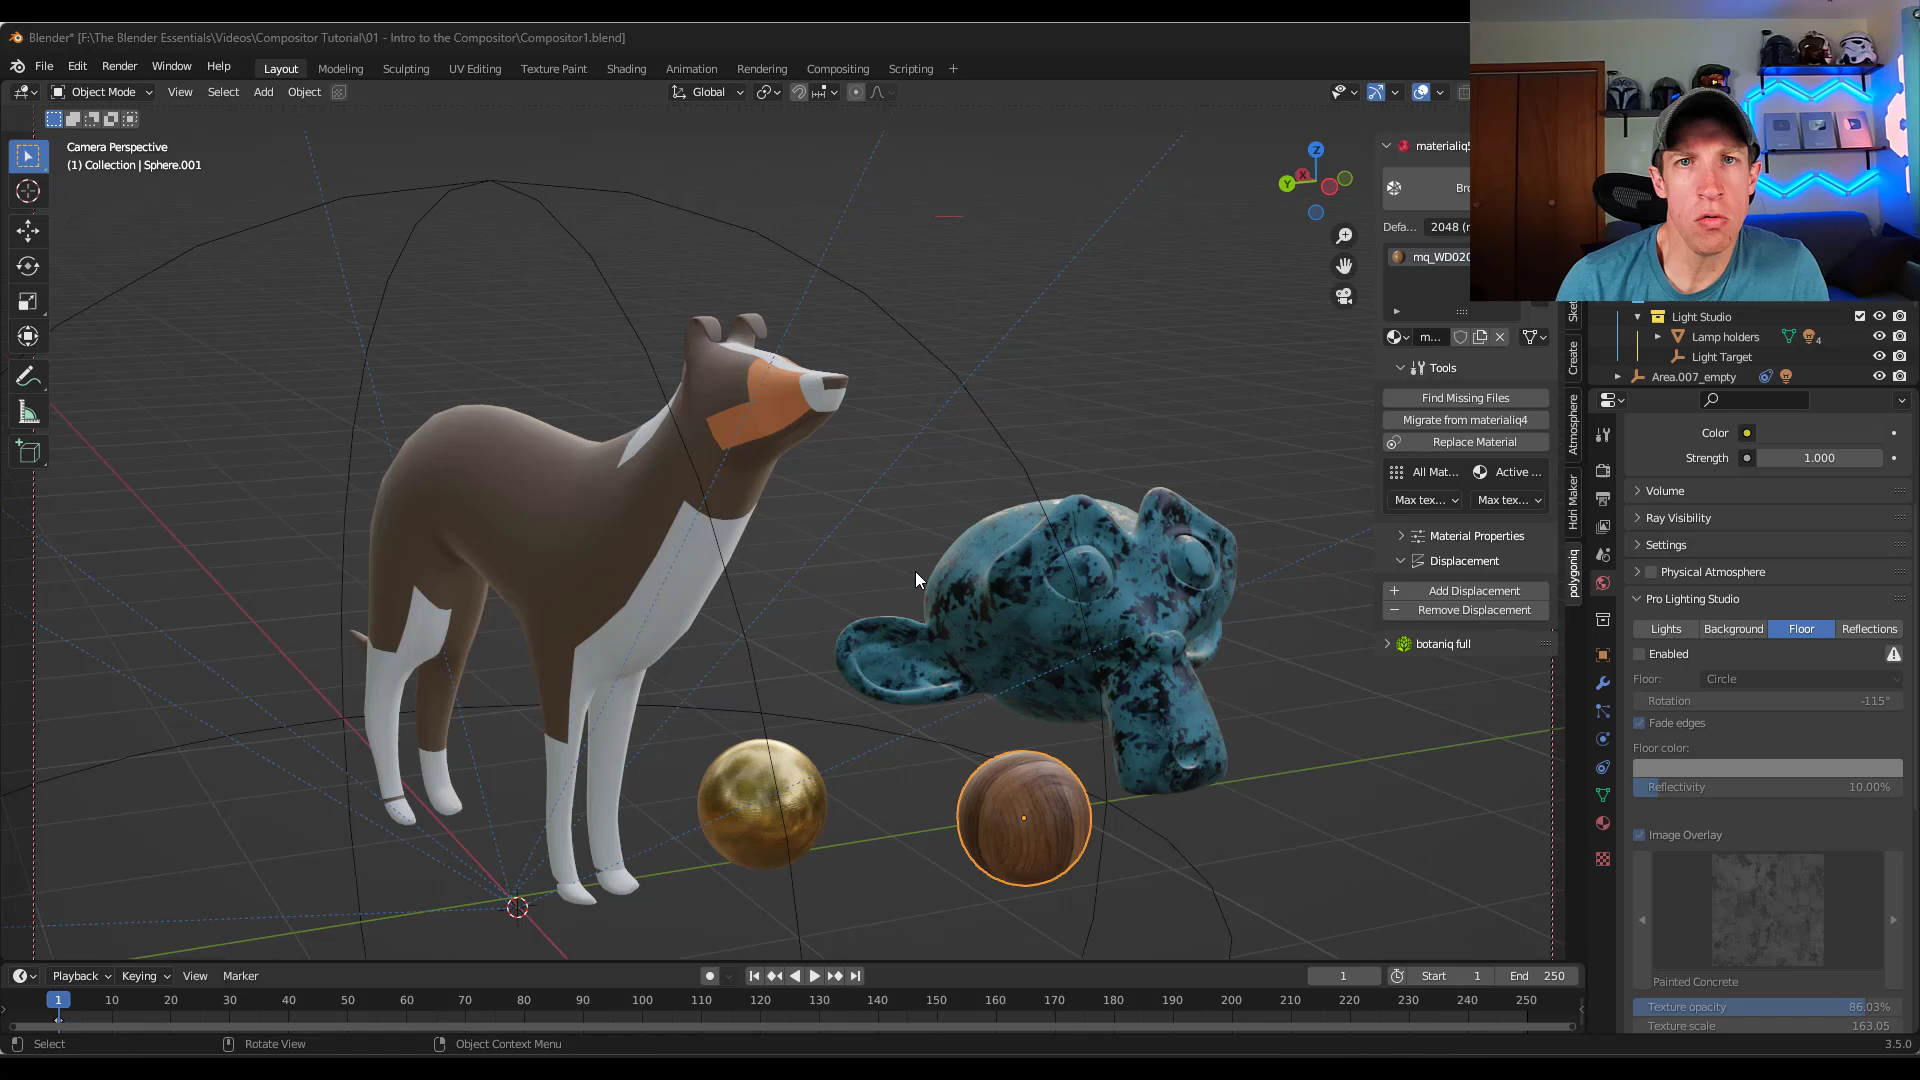 Blender* [F:\The Blender Essentials\Videos\Compositor Tutorial\01 - Intro to the Compositor\Compositor1.blend]
File Edit Render Window Help Layout Modeling Sculpting UV Editing Texture Paint Shading Animation Rendering Compositing Scripting +
Object Mode View Select Add Object Global
Camera Perspective
(1) Collection | Sphere.001
Z
Y
X
materialiq5
Bro
Defa... 2048 (r
mq_WD020
m...
Tools
Find Missing Files
Migrate from materialiq4
Replace Material
All Mat... Active ...
Max tex... Max tex...
Material Properties
Displacement
Add Displacement
Remove Displacement
botaniq full
Sket
Create
Atmosphere
Hdri Maker
polygoniq
Light Studio
Lamp holders 4
Light Target
Area.007_empty
Color
Strength 1.000
Volume
Ray Visibility
Settings
Physical Atmosphere
Pro Lighting Studio
Lights Background Floor Reflections
Enabled
Floor: Circle
Rotation -115°
Fade edges
Floor color:
Reflectivity 10.00%
Image Overlay
Painted Concrete
Texture opacity 86.03%
Texture scale 163.05
Playback Keying View Marker 1 Start 1 End 250
1 10 20 30 40 50 60 70 80 90 100 110 120 130 140 150 160 170 180 190 200 210 220 230 240 250
Select Rotate View Object Context Menu 3.5.0